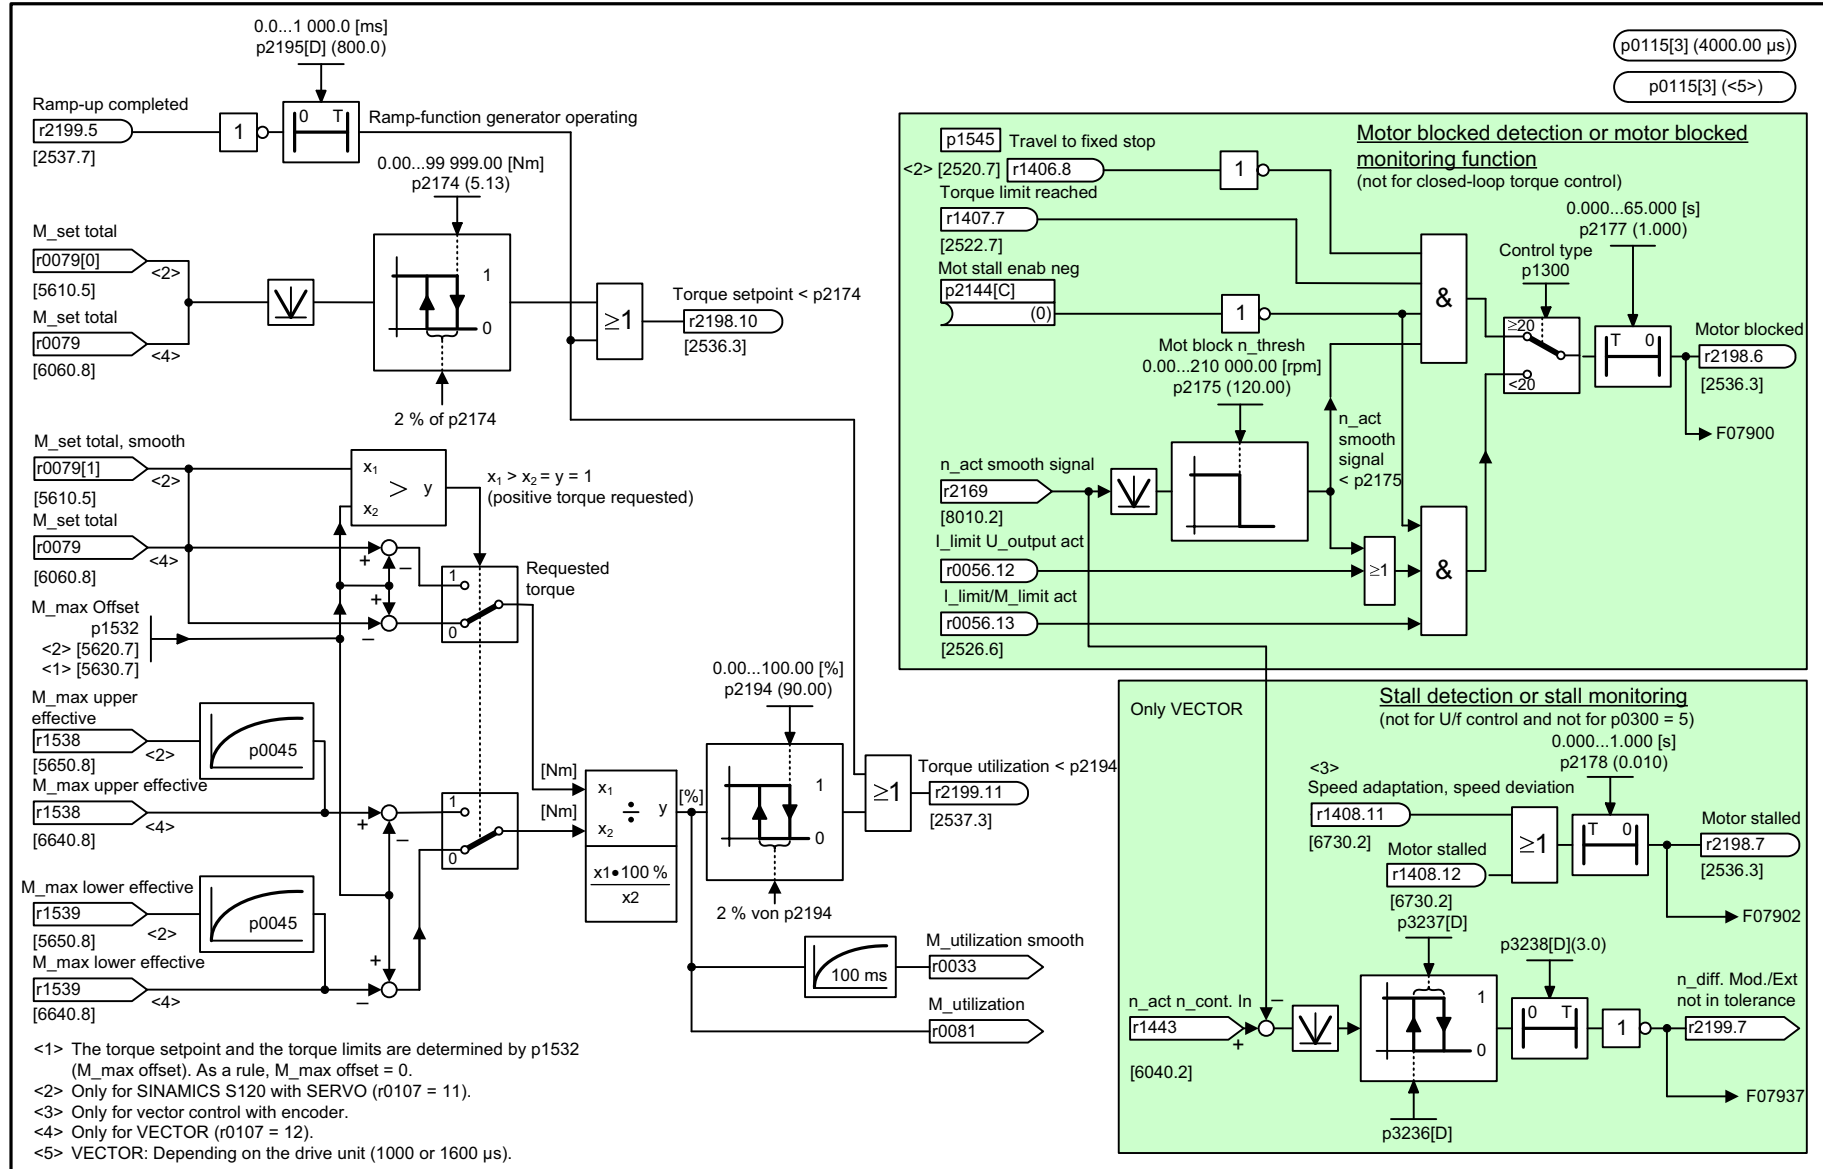 0.0...1 000.0 [ms]
p2195[D] (800.0)
p0115[3] (4000.00 µs)
p0115[3] (<5>)
Ramp-up completed
r2199.5
[2537.7]
1
0 T
Ramp-function generator operating
0.00...99 999.00 [Nm]
p2174 (5.13)
M_set total
r0079[0]
<2>
[5610.5]
M_set total
r0079
<4>
[6060.8]
1
0
2 % of p2174
≥1
Torque setpoint < p2174
r2198.10
[2536.3]
M_set total, smooth
r0079[1]
<2>
[5610.5]
M_set total
r0079
<4>
[6060.8]
x1
> y
x2
x1 > x2 = y = 1
(positive torque requested)
+
–
+
–
1
0
Requested
torque
M_max Offset
p1532
<2> [5620.7]
<1> [5630.7]
M_max upper
effective
r1538
<2>
[5650.8]
p0045
M_max upper effective
r1538
<4>
[6640.8]
+
–
1
0
M_max lower effective
r1539
<2>
[5650.8]
p0045
M_max lower effective
r1539
<4>
[6640.8]
+
–
[Nm]
[Nm]
x1
÷ y
x2
x1•100 %
x2
[%]
0.00...100.00 [%]
p2194 (90.00)
1
0
2 % von p2194
≥1
Torque utilization < p2194
r2199.11
[2537.3]
100 ms
M_utilization smooth
r0033
M_utilization
r0081
Motor blocked detection or motor blocked
monitoring function
(not for closed-loop torque control)
p1545 Travel to fixed stop
<2> [2520.7] r1406.8
1
Torque limit reached
r1407.7
[2522.7]
Mot stall enab neg
p2144[C]
(0)
1
Mot block n_thresh
0.00...210 000.00 [rpm]
p2175 (120.00)
n_act
smooth
signal
< p2175
n_act smooth signal
r2169
[8010.2]
I_limit U_output act
r0056.12
I_limit/M_limit act
r0056.13
[2526.6]
≥1
&
&
Control type
p1300
≥20
<20
0.000...65.000 [s]
p2177 (1.000)
T 0
Motor blocked
r2198.6
[2536.3]
F07900
Only VECTOR
Stall detection or stall monitoring
(not for U/f control and not for p0300 = 5)
0.000...1.000 [s]
p2178 (0.010)
<3>
Speed adaptation, speed deviation
r1408.11
[6730.2]
Motor stalled
r1408.12
[6730.2]
≥1
T 0
Motor stalled
r2198.7
[2536.3]
F07902
p3237[D]
p3238[D](3.0)
n_act n_cont. In
r1443
[6040.2]
–
+
1
0
p3236[D]
0 T
1
n_diff. Mod./Ext
not in tolerance
r2199.7
F07937
<1> The torque setpoint and the torque limits are determined by p1532
(M_max offset). As a rule, M_max offset = 0.
<2> Only for SINAMICS S120 with SERVO (r0107 = 11).
<3> Only for vector control with encoder.
<4> Only for VECTOR (r0107 = 12).
<5> VECTOR: Depending on the drive unit (1000 or 1600 µs).